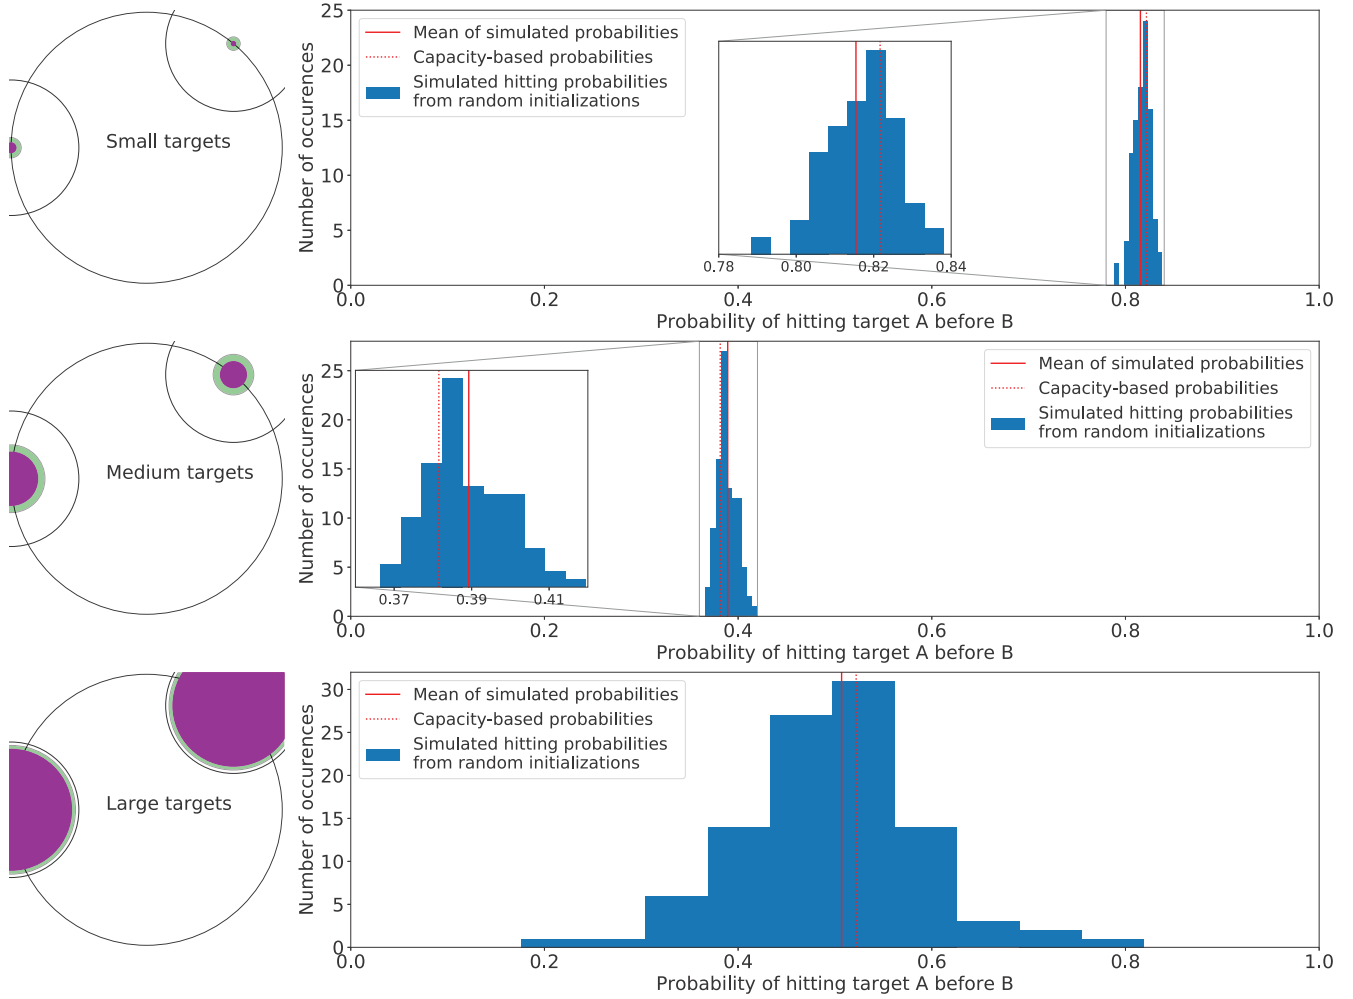 Small targets
Number of occurences
25
20
15
10
5
0
Mean of simulated probabilities
Capacity-based probabilities
Simulated hitting probabilities
from random initializations
0.78
0.80
0.82
0.84
0.0
0.2
0.4
0.6
0.8
1.0
Probability of hitting target A before B
Medium targets
Number of occurences
25
20
15
10
5
0
0.37
0.39
0.41
Mean of simulated probabilities
Capacity-based probabilities
Simulated hitting probabilities
from random initializations
0.0
0.2
0.4
0.6
0.8
1.0
Probability of hitting target A before B
Large targets
Number of occurences
30
25
20
15
10
5
0
Mean of simulated probabilities
Capacity-based probabilities
Simulated hitting probabilities
from random initializations
0.0
0.2
0.4
0.6
0.8
1.0
Probability of hitting target A before B